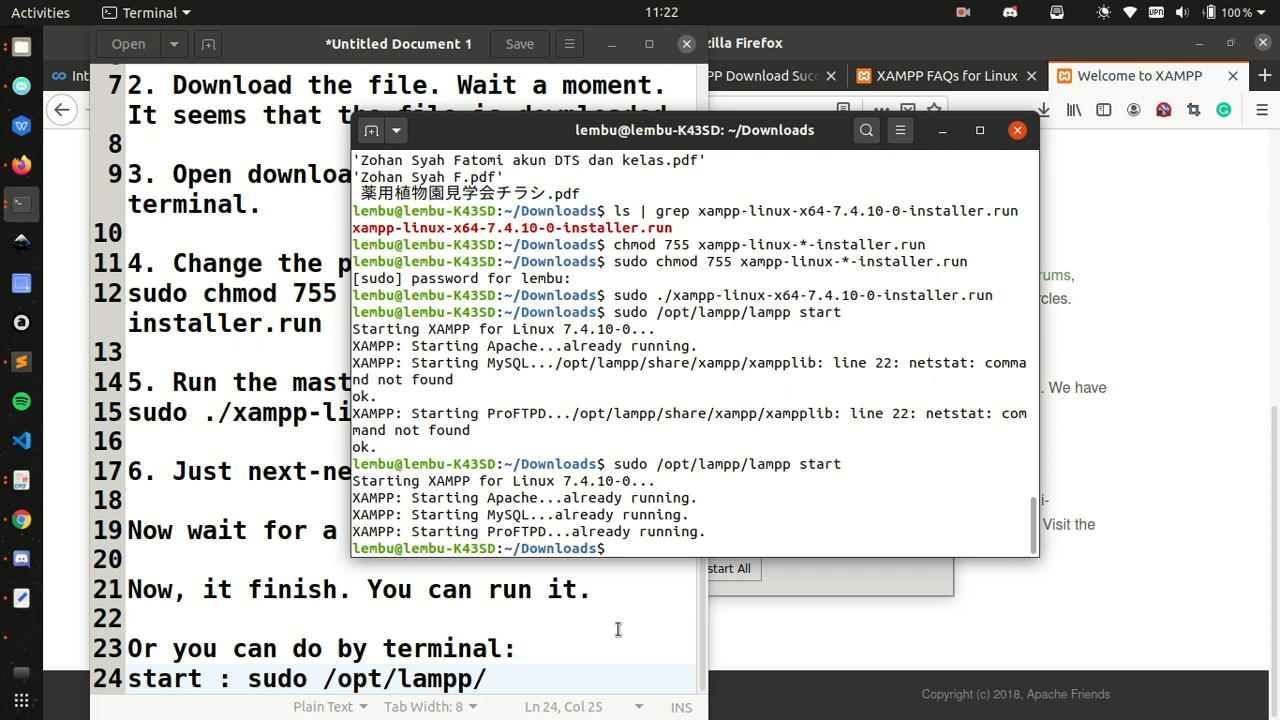 Activities
Terminal
11:22
100 %
Open
*Untitled Document 1
Save
zilla Firefox
Int
PP Download Succ
XAMPP FAQs for Linux
Welcome to XAMPP
7 2. Download the file. Wait a moment.
It seems that the file is downloaded
8
9 3. Open downloa
terminal.
10
11 4. Change the p
12 sudo chmod 755
installer.run
13
14 5. Run the mast
15 sudo ./xampp-li
16
17 6. Just next-ne
18
19 Now wait for a
20
21 Now, it finish. You can run it.
22
23 Or you can do by terminal:
24 start : sudo /opt/lampp/
Plain Text
Tab Width: 8
Ln 24, Col 25
INS
lembu@lembu-K43SD: ~/Downloads
'Zohan Syah Fatomi akun DTS dan kelas.pdf'
'Zohan Syah F.pdf'
薬用植物園見学会チラシ.pdf
lembu@lembu-K43SD:~/Downloads$ ls | grep xampp-linux-x64-7.4.10-0-installer.run
xampp-linux-x64-7.4.10-0-installer.run
lembu@lembu-K43SD:~/Downloads$ chmod 755 xampp-linux-*-installer.run
lembu@lembu-K43SD:~/Downloads$ sudo chmod 755 xampp-linux-*-installer.run
[sudo] password for lembu:
lembu@lembu-K43SD:~/Downloads$ sudo ./xampp-linux-x64-7.4.10-0-installer.run
lembu@lembu-K43SD:~/Downloads$ sudo /opt/lampp/lampp start
Starting XAMPP for Linux 7.4.10-0...
XAMPP: Starting Apache...already running.
XAMPP: Starting MySQL.../opt/lampp/share/xampp/xampplib: line 22: netstat: comma
nd not found
ok.
XAMPP: Starting ProFTPD.../opt/lampp/share/xampp/xampplib: line 22: netstat: com
mand not found
ok.
lembu@lembu-K43SD:~/Downloads$ sudo /opt/lampp/lampp start
Starting XAMPP for Linux 7.4.10-0...
XAMPP: Starting Apache...already running.
XAMPP: Starting MySQL...already running.
XAMPP: Starting ProFTPD...already running.
lembu@lembu-K43SD:~/Downloads$
rums,
cles.
. We have
i-
Visit the
start All
Copyright (c) 2018, Apache Friends